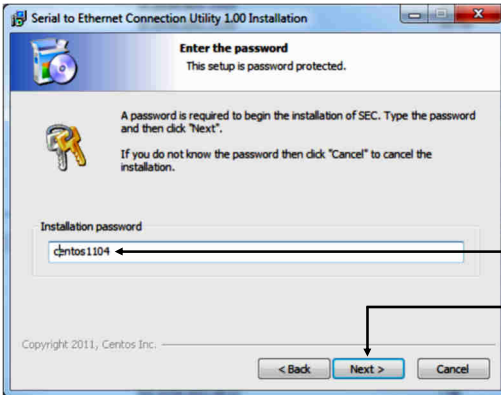 Serial to Ethernet Connection Utility 1.00 Installation
Enter the password
This setup is password protected.
A password is required to begin the installation of SEC. Type the password
and then click "Next".
If you do not know the password then click "Cancel" to cancel the
installation.
Installation password
centos1104
Copyright 2011, Centos Inc.
< Back Next > Cancel